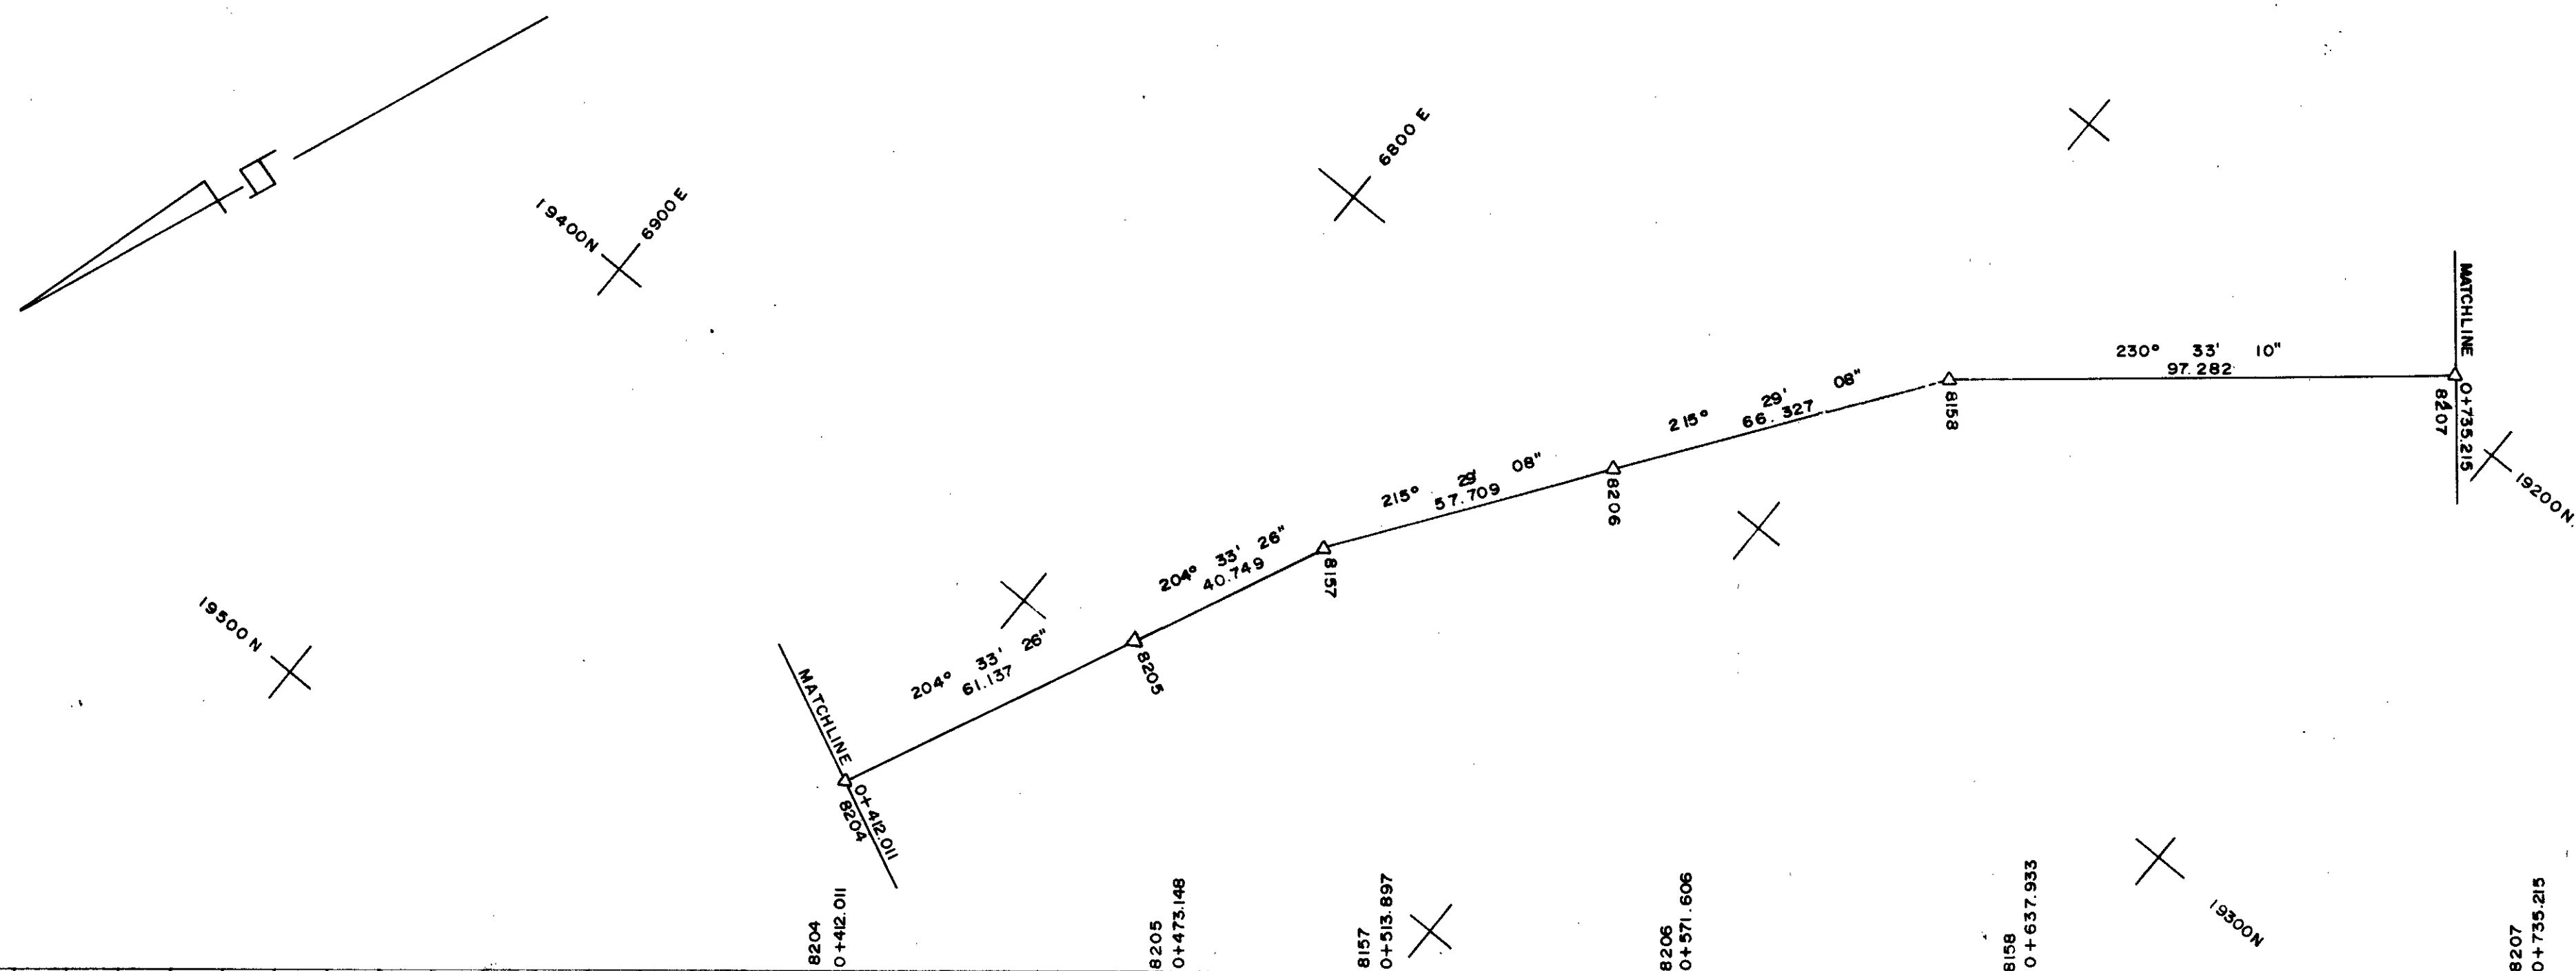 6800 E
19400N
6900 E
MATCHLINE
0+735.215
8207
230° 33' 10"
97.282
8158
215° 29' 08"
66.327
8206
215° 29' 08"
57.709
8157
204° 33' 26"
40.749
8205
204° 33' 26"
61.137
MATCHLINE
0+412.011
8204
19200N.
19500 N
19300N
8204
0+412.011
8205
0+473.148
8157
0+513.897
8206
0+571.606
8158
0+637.933
8207
0+735.215